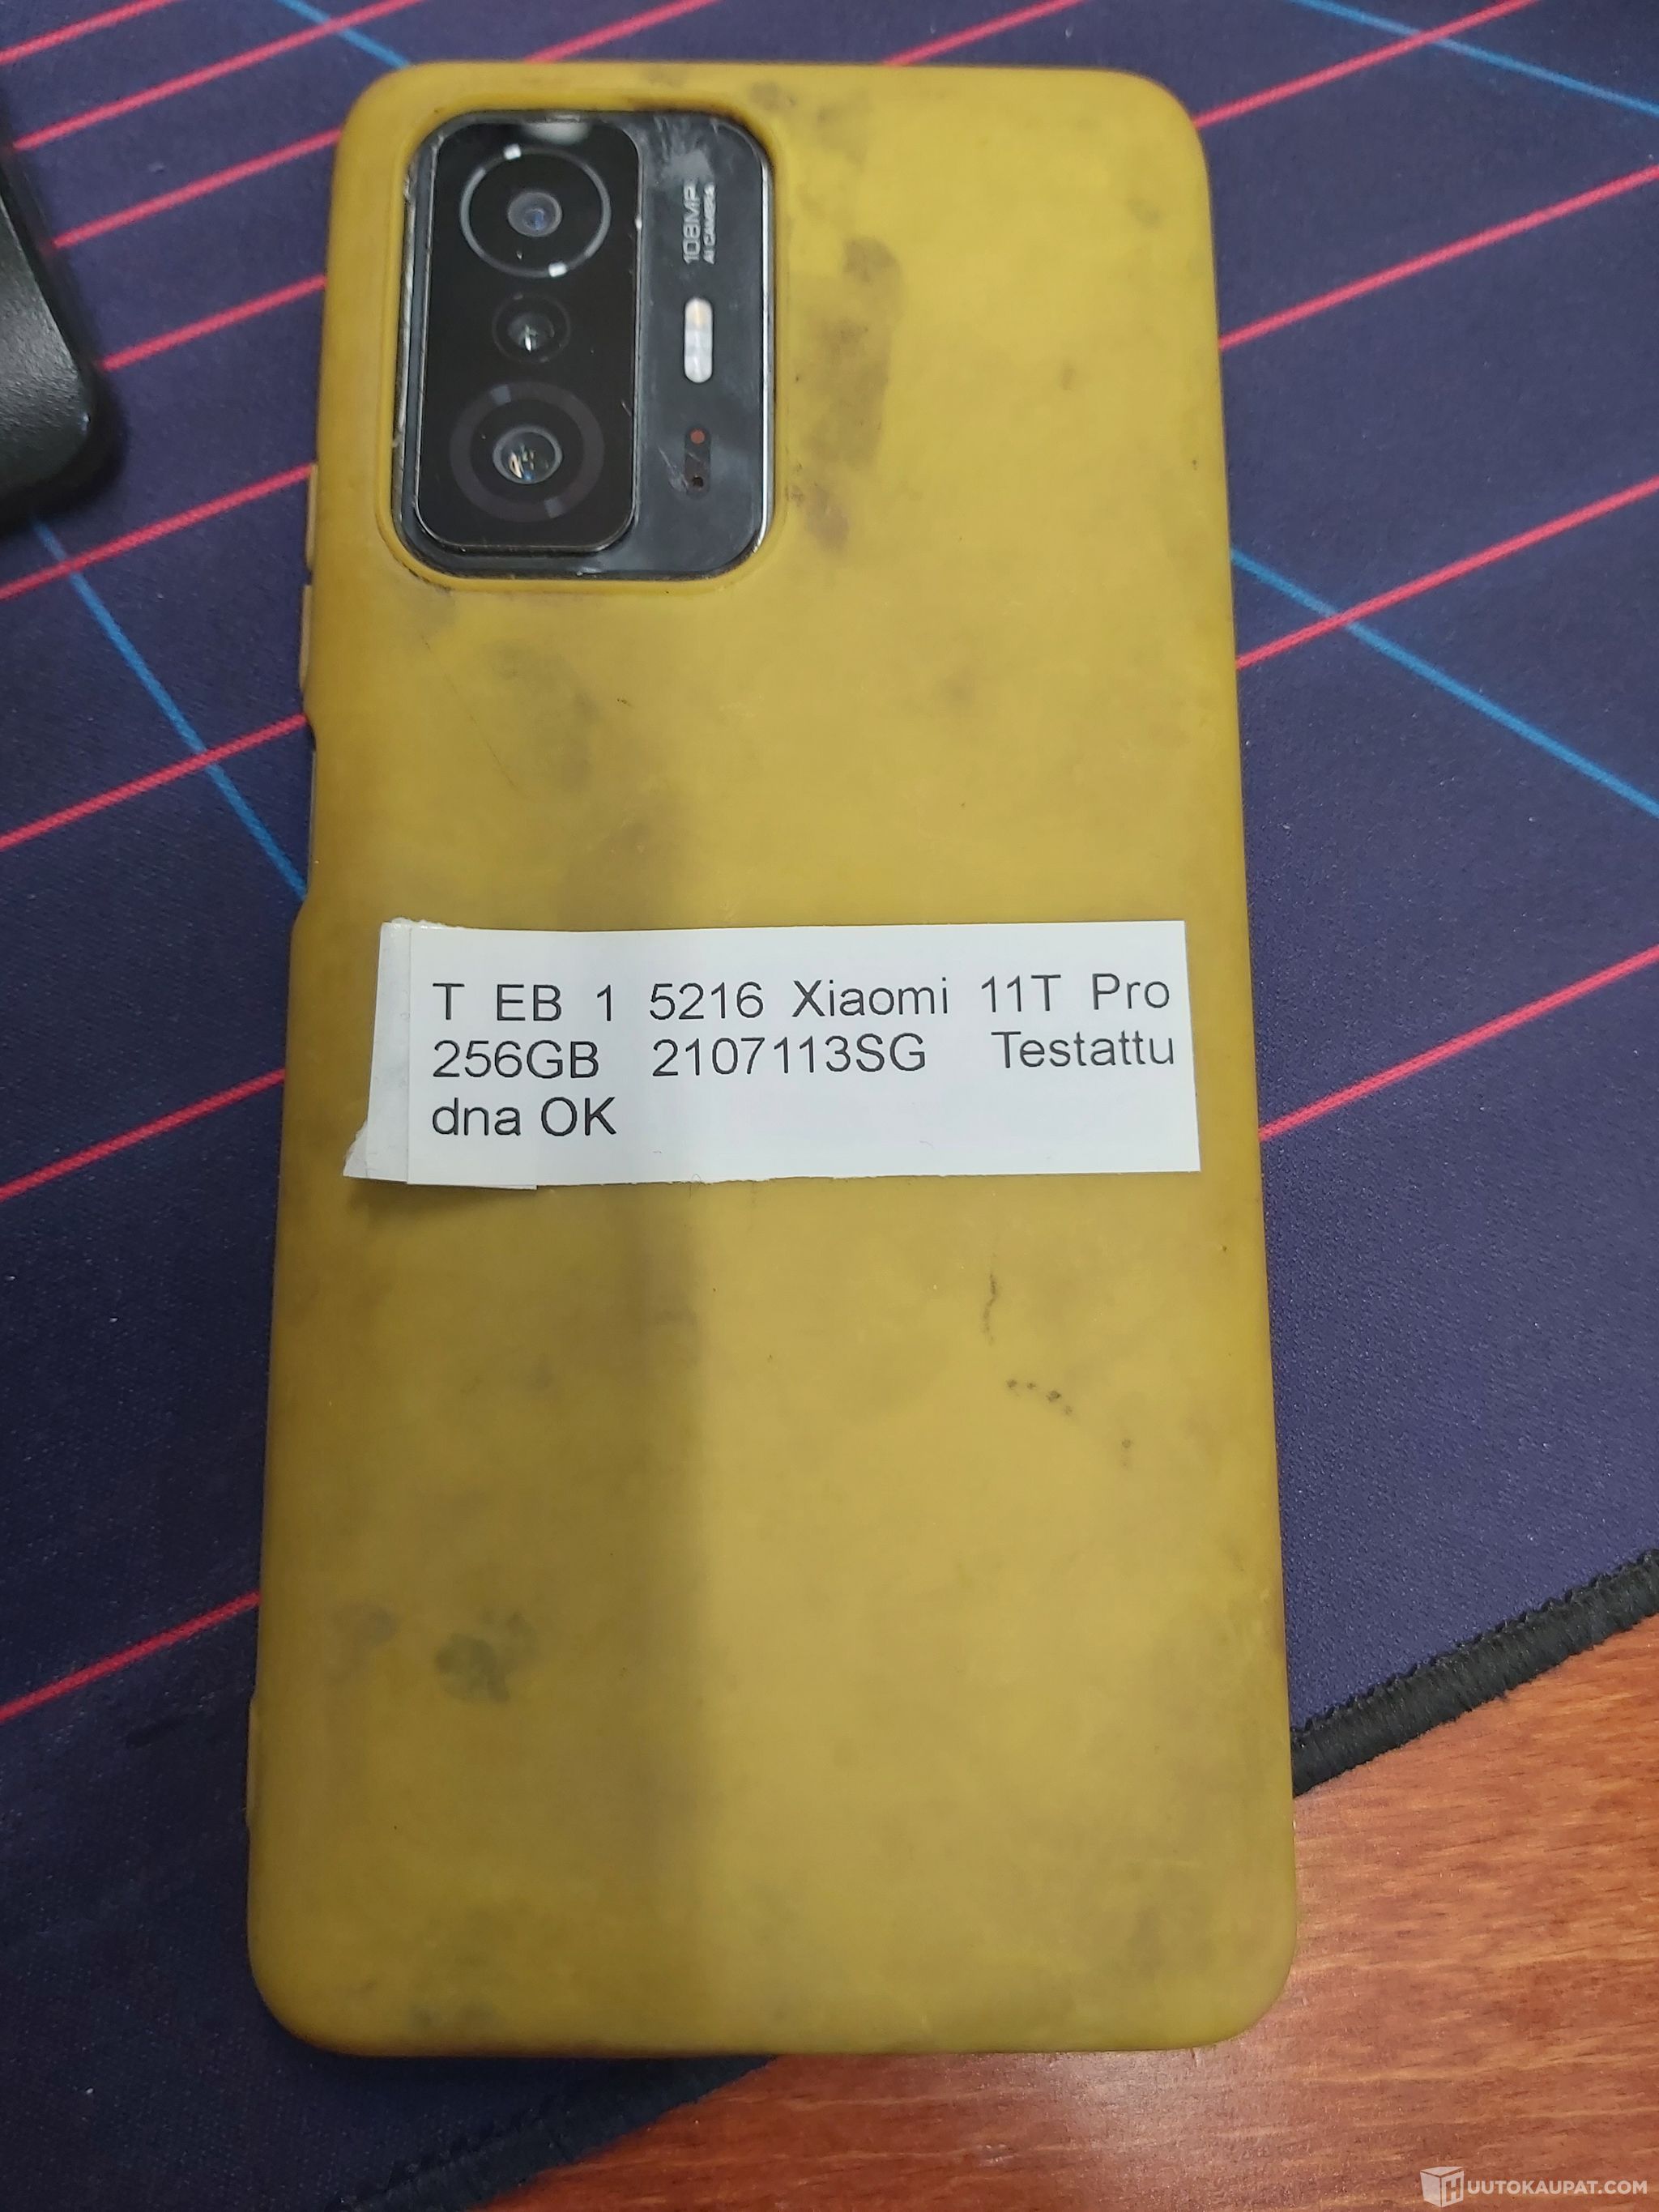 108MP
AI CAMERA
T EB 1 5216 Xiaomi 11T Pro
256GB 2107113SG Testattu
dna OK
HUUTOKAUPAT.COM